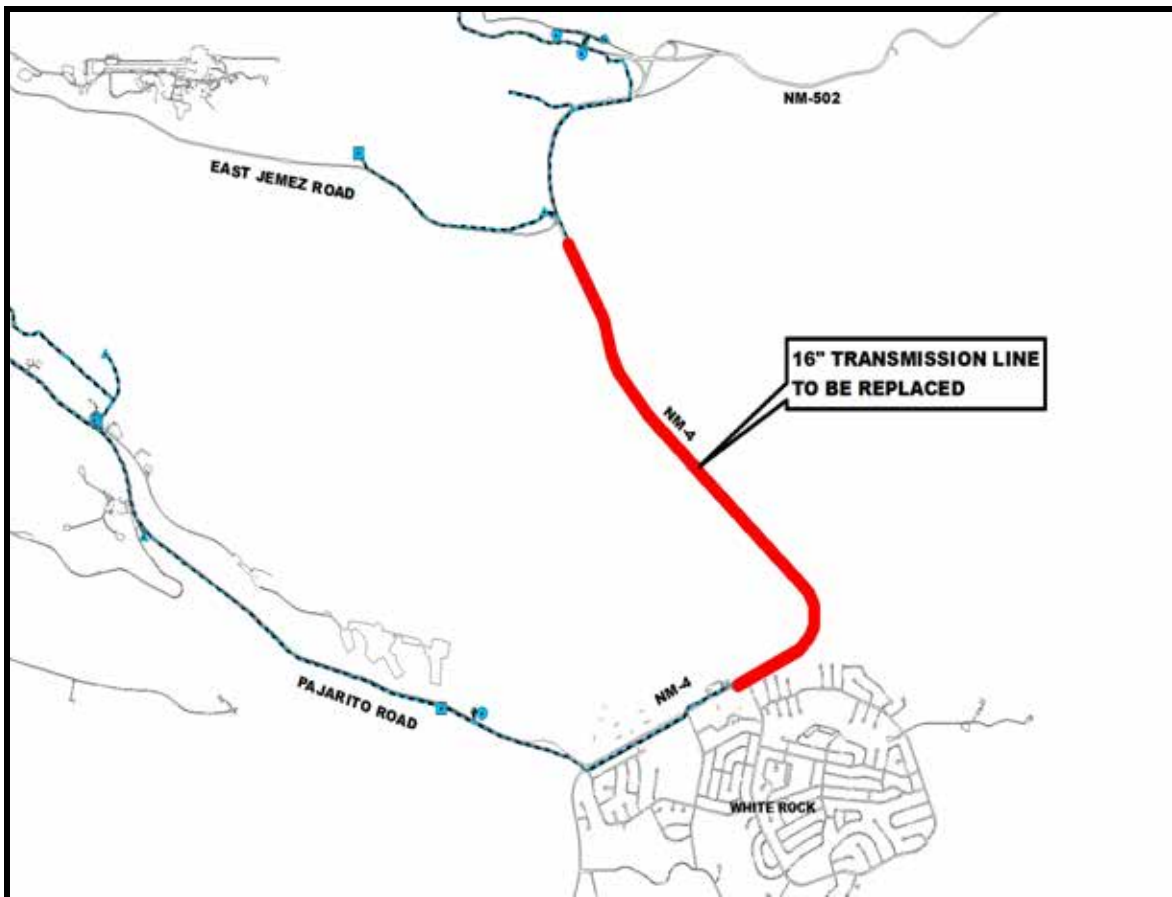 NM-502
EAST JEMEZ ROAD
16" TRANSMISSION LINE
TO BE REPLACED
NM-4
NM-4
PAJARITO ROAD
WHITE ROCK